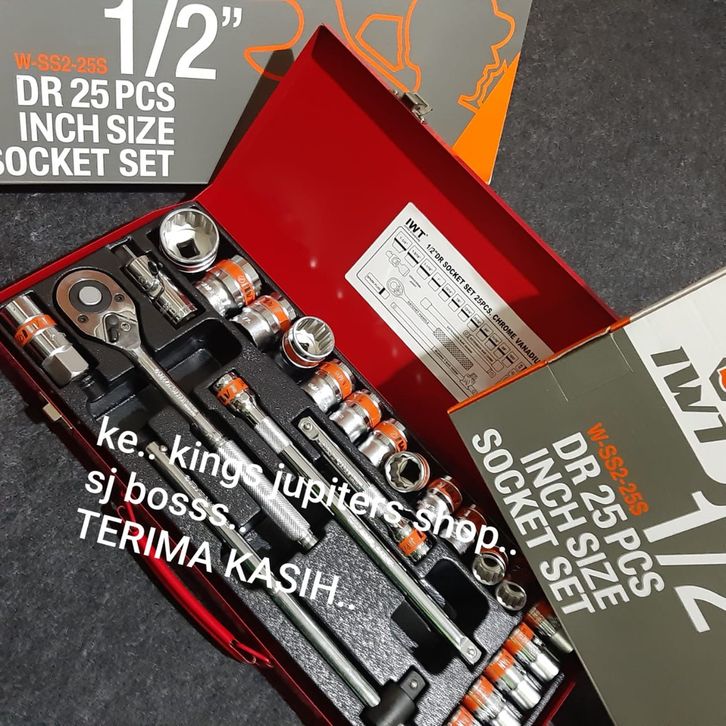 1/2”
W-SS2-25S
DR 25 PCS
INCH SIZE
SOCKET SET
IWT
1/2"DR SOCKET SET 25PCS, CHROME VANADIU
ke.. kings jupiters shop..
sj bosss..
TERIMA KASIH..
IWT
1/2
W-SS2-25S
DR 25 PCS
INCH SIZE
SOCKET SET